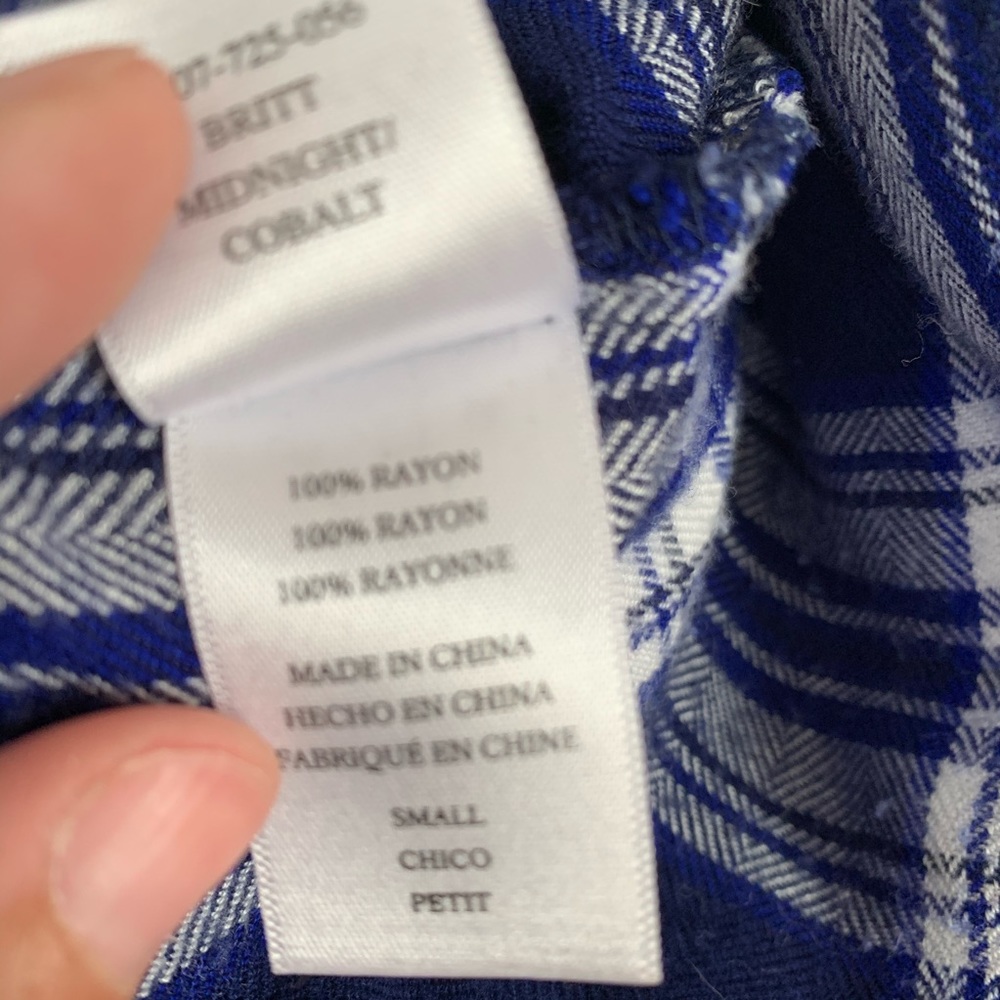 07-725-056
BRITT
MIDNIGHT/
COBALT
100% RAYON
100% RAYON
100% RAYONNE
MADE IN CHINA
HECHO EN CHINA
FABRIQUÉ EN CHINE
SMALL
CHICO
PETIT